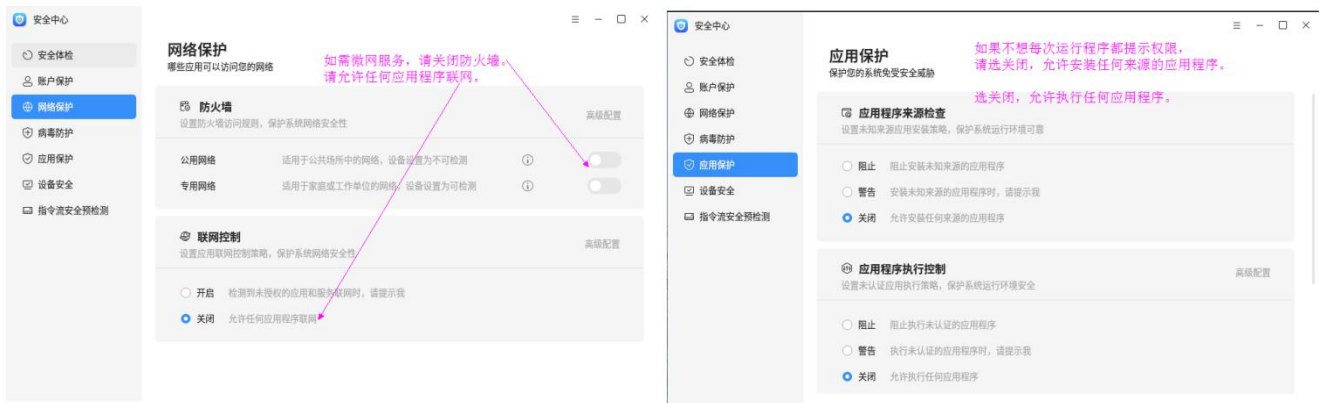 安全中心
安全体检
账户保护
网络保护
病毒防护
应用保护
设备安全
指令流安全预检测
网络保护
哪些应用可以访问您的网络
如需微网服务，请关闭防火墙。
请允许任何应用程序联网。
防火墙
设置防火墙访问规则，保护系统网络安全性
高级配置
公用网络 适用于公共场所中的网络，设备设置为不可检测
专用网络 适用于家庭或工作单位的网络，设备设置为可检测
联网控制
设置应用联网控制策略，保护系统网络安全性
高级配置
开启 检测到未授权的应用和服务联网时，请提示我
关闭 允许任何应用程序联网
安全中心
安全体检
账户保护
网络保护
病毒防护
应用保护
设备安全
指令流安全预检测
应用保护
保护您的系统免受安全威胁
如果不想每次运行程序都提示权限，
请选关闭，允许安装任何来源的应用程序。
选关闭，允许执行任何应用程序。
应用程序来源检查
设置未知来源应用安装策略，保护系统运行环境可靠
阻止 阻止安装未知来源的应用程序
警告 安装未知来源的应用程序时，请提示我
关闭 允许安装任何来源的应用程序
应用程序执行控制
设置未认证应用执行策略，保护系统运行环境安全
高级配置
阻止 阻止执行未认证的应用程序
警告 执行未认证的应用程序时，请提示我
关闭 允许执行任何应用程序